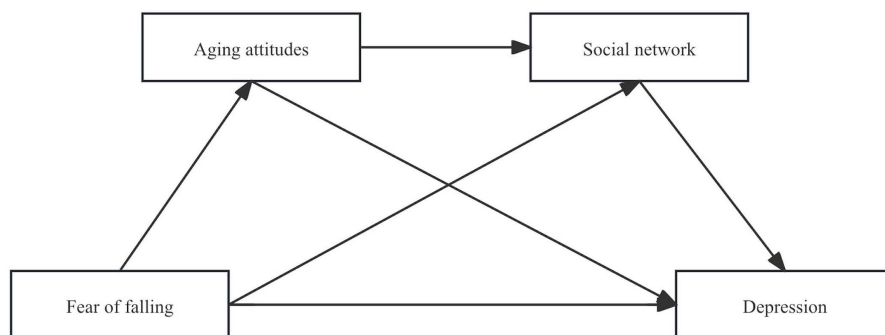 Aging attitudes
Social network
Fear of falling
Depression